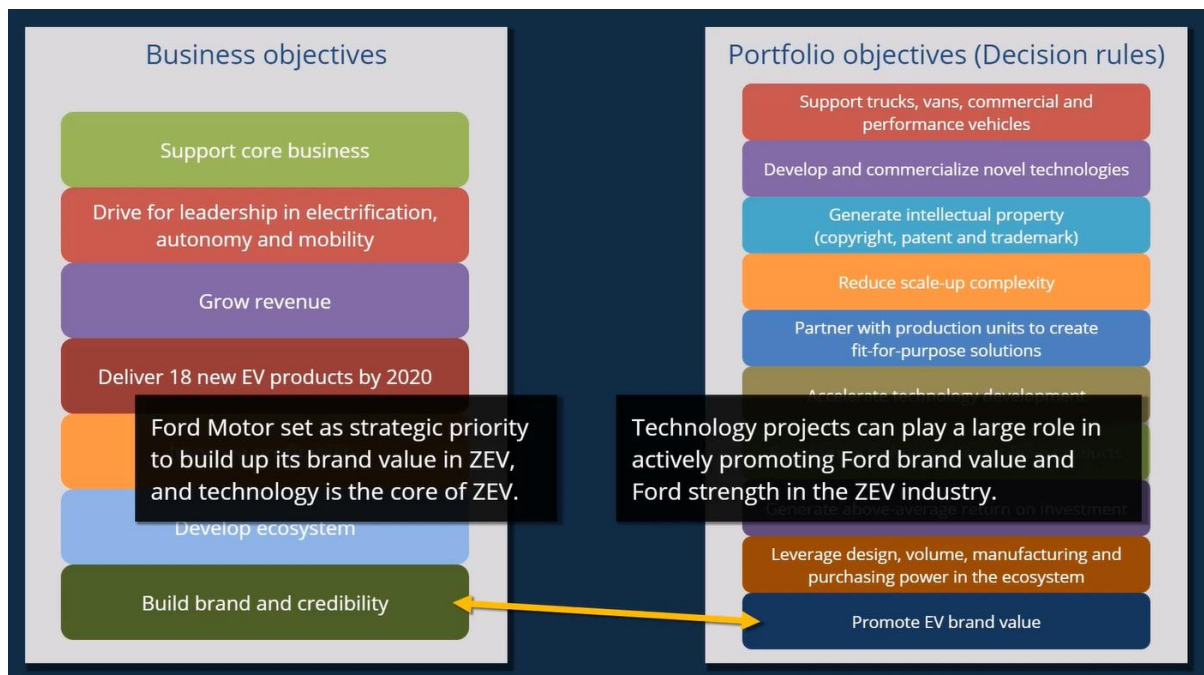 Business objectives
Support core business
Drive for leadership in electrification,
autonomy and mobility
Grow revenue
Deliver 18 new EV products by 2020
Develop ecosystem
Build brand and credibility
Ford Motor set as strategic priority
to build up its brand value in ZEV,
and technology is the core of ZEV.
Portfolio objectives (Decision rules)
Support trucks, vans, commercial and
performance vehicles
Develop and commercialize novel technologies
Generate intellectual property
(copyright, patent and trademark)
Reduce scale-up complexity
Partner with production units to create
fit-for-purpose solutions
Accelerate technology development
Technology projects can play a large role in
actively promoting Ford brand value and
Ford strength in the ZEV industry.
Generate above-average return on investment
Leverage design, volume, manufacturing and
purchasing power in the ecosystem
Promote EV brand value